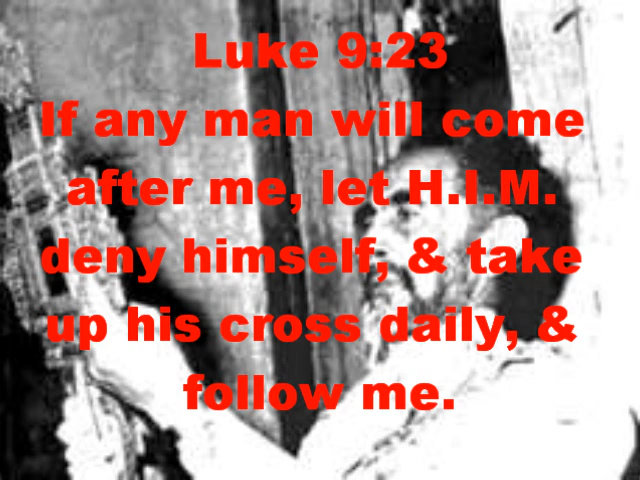 Luke 9:23
If any man will come
after me, let H.I.M.
deny himself, & take
up his cross daily, &
follow me.